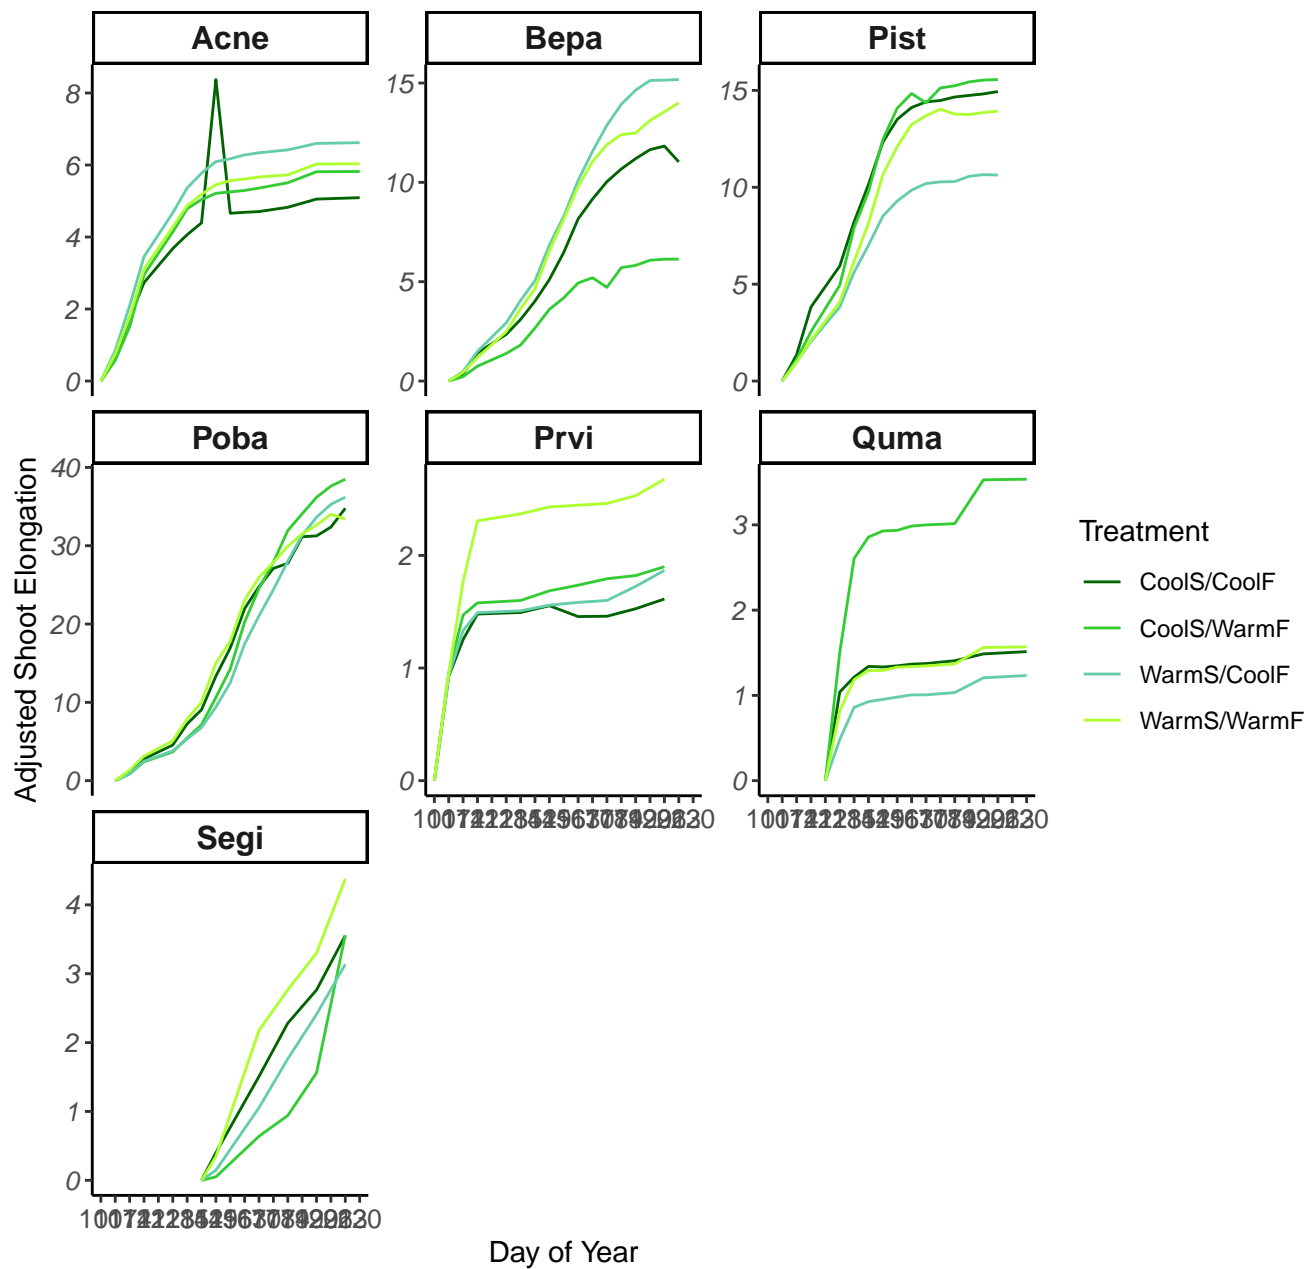 Acne
Bepa
Pist
8
6
4
2
0
15
10
5
0
15
10
5
0
Poba
Prvi
Quma
40
30
20
10
0
2
1
0
3
2
1
0
Segi
4
3
2
1
0
Adjusted Shoot Elongation
Day of Year
Treatment
CoolS/CoolF
CoolS/WarmF
WarmS/CoolF
WarmS/WarmF